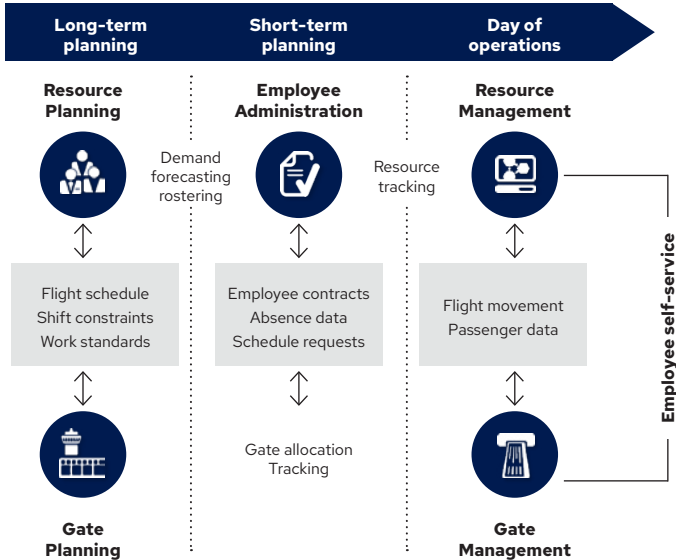 Long-term
planning
Short-term
planning
Day of
operations
Resource
Planning
Employee
Administration
Resource
Management
Demand
forecasting
rostering
Resource
tracking
Flight schedule
Shift constraints
Work standards
Employee contracts
Absence data
Schedule requests
Flight movement
Passenger data
Employee self-service
Gate allocation
Tracking
Gate
Planning
Gate
Management